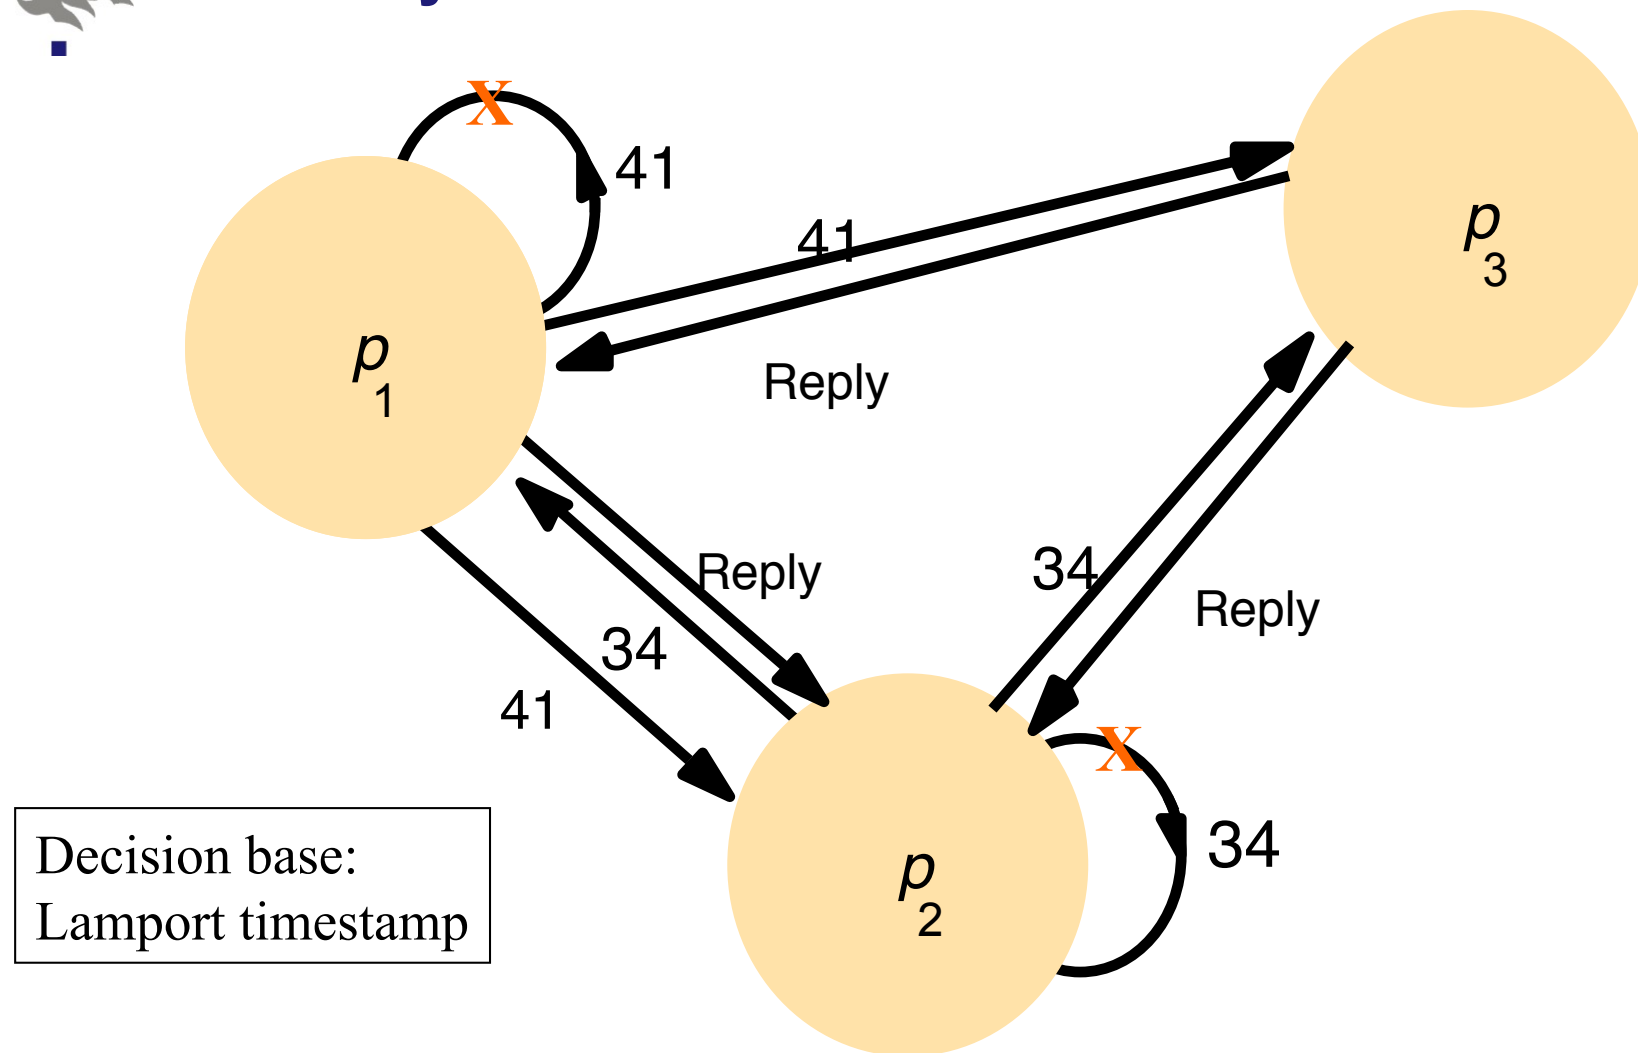 X
41
41
p
3
p
1
Reply
Reply
34
34
Reply
41
X
34
p
2
Decision base:
Lamport timestamp